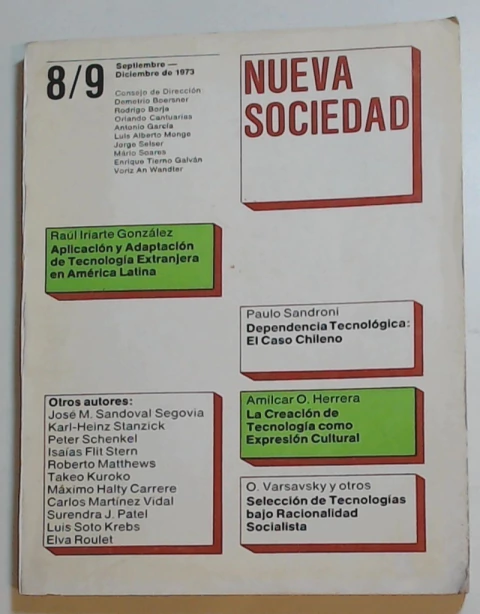 8/9
Septiembre —
Diciembre de 1973
Consejo de Dirección
Demetrio Boersner
Rodrigo Borja
Orlando Cantuarias
Antonio García
Luis Alberto Monge
Jorge Selser
Mário Soares
Enrique Tierno Galván
Voriz An Wandter
NUEVA
SOCIEDAD
Raúl Iriarte González
Aplicación y Adaptación
de Tecnología Extranjera
en América Latina
Paulo Sandroni
Dependencia Tecnológica:
El Caso Chileno
Otros autores:
José M. Sandoval Segovia
Karl-Heinz Stanzick
Peter Schenkel
Isaías Flit Stern
Roberto Matthews
Takeo Kuroko
Máximo Halty Carrere
Carlos Martínez Vidal
Surendra J. Patel
Luis Soto Krebs
Elva Roulet
Amílcar O. Herrera
La Creación de
Tecnología como
Expresión Cultural
O. Varsavsky y otros
Selección de Tecnologías
bajo Racionalidad
Socialista